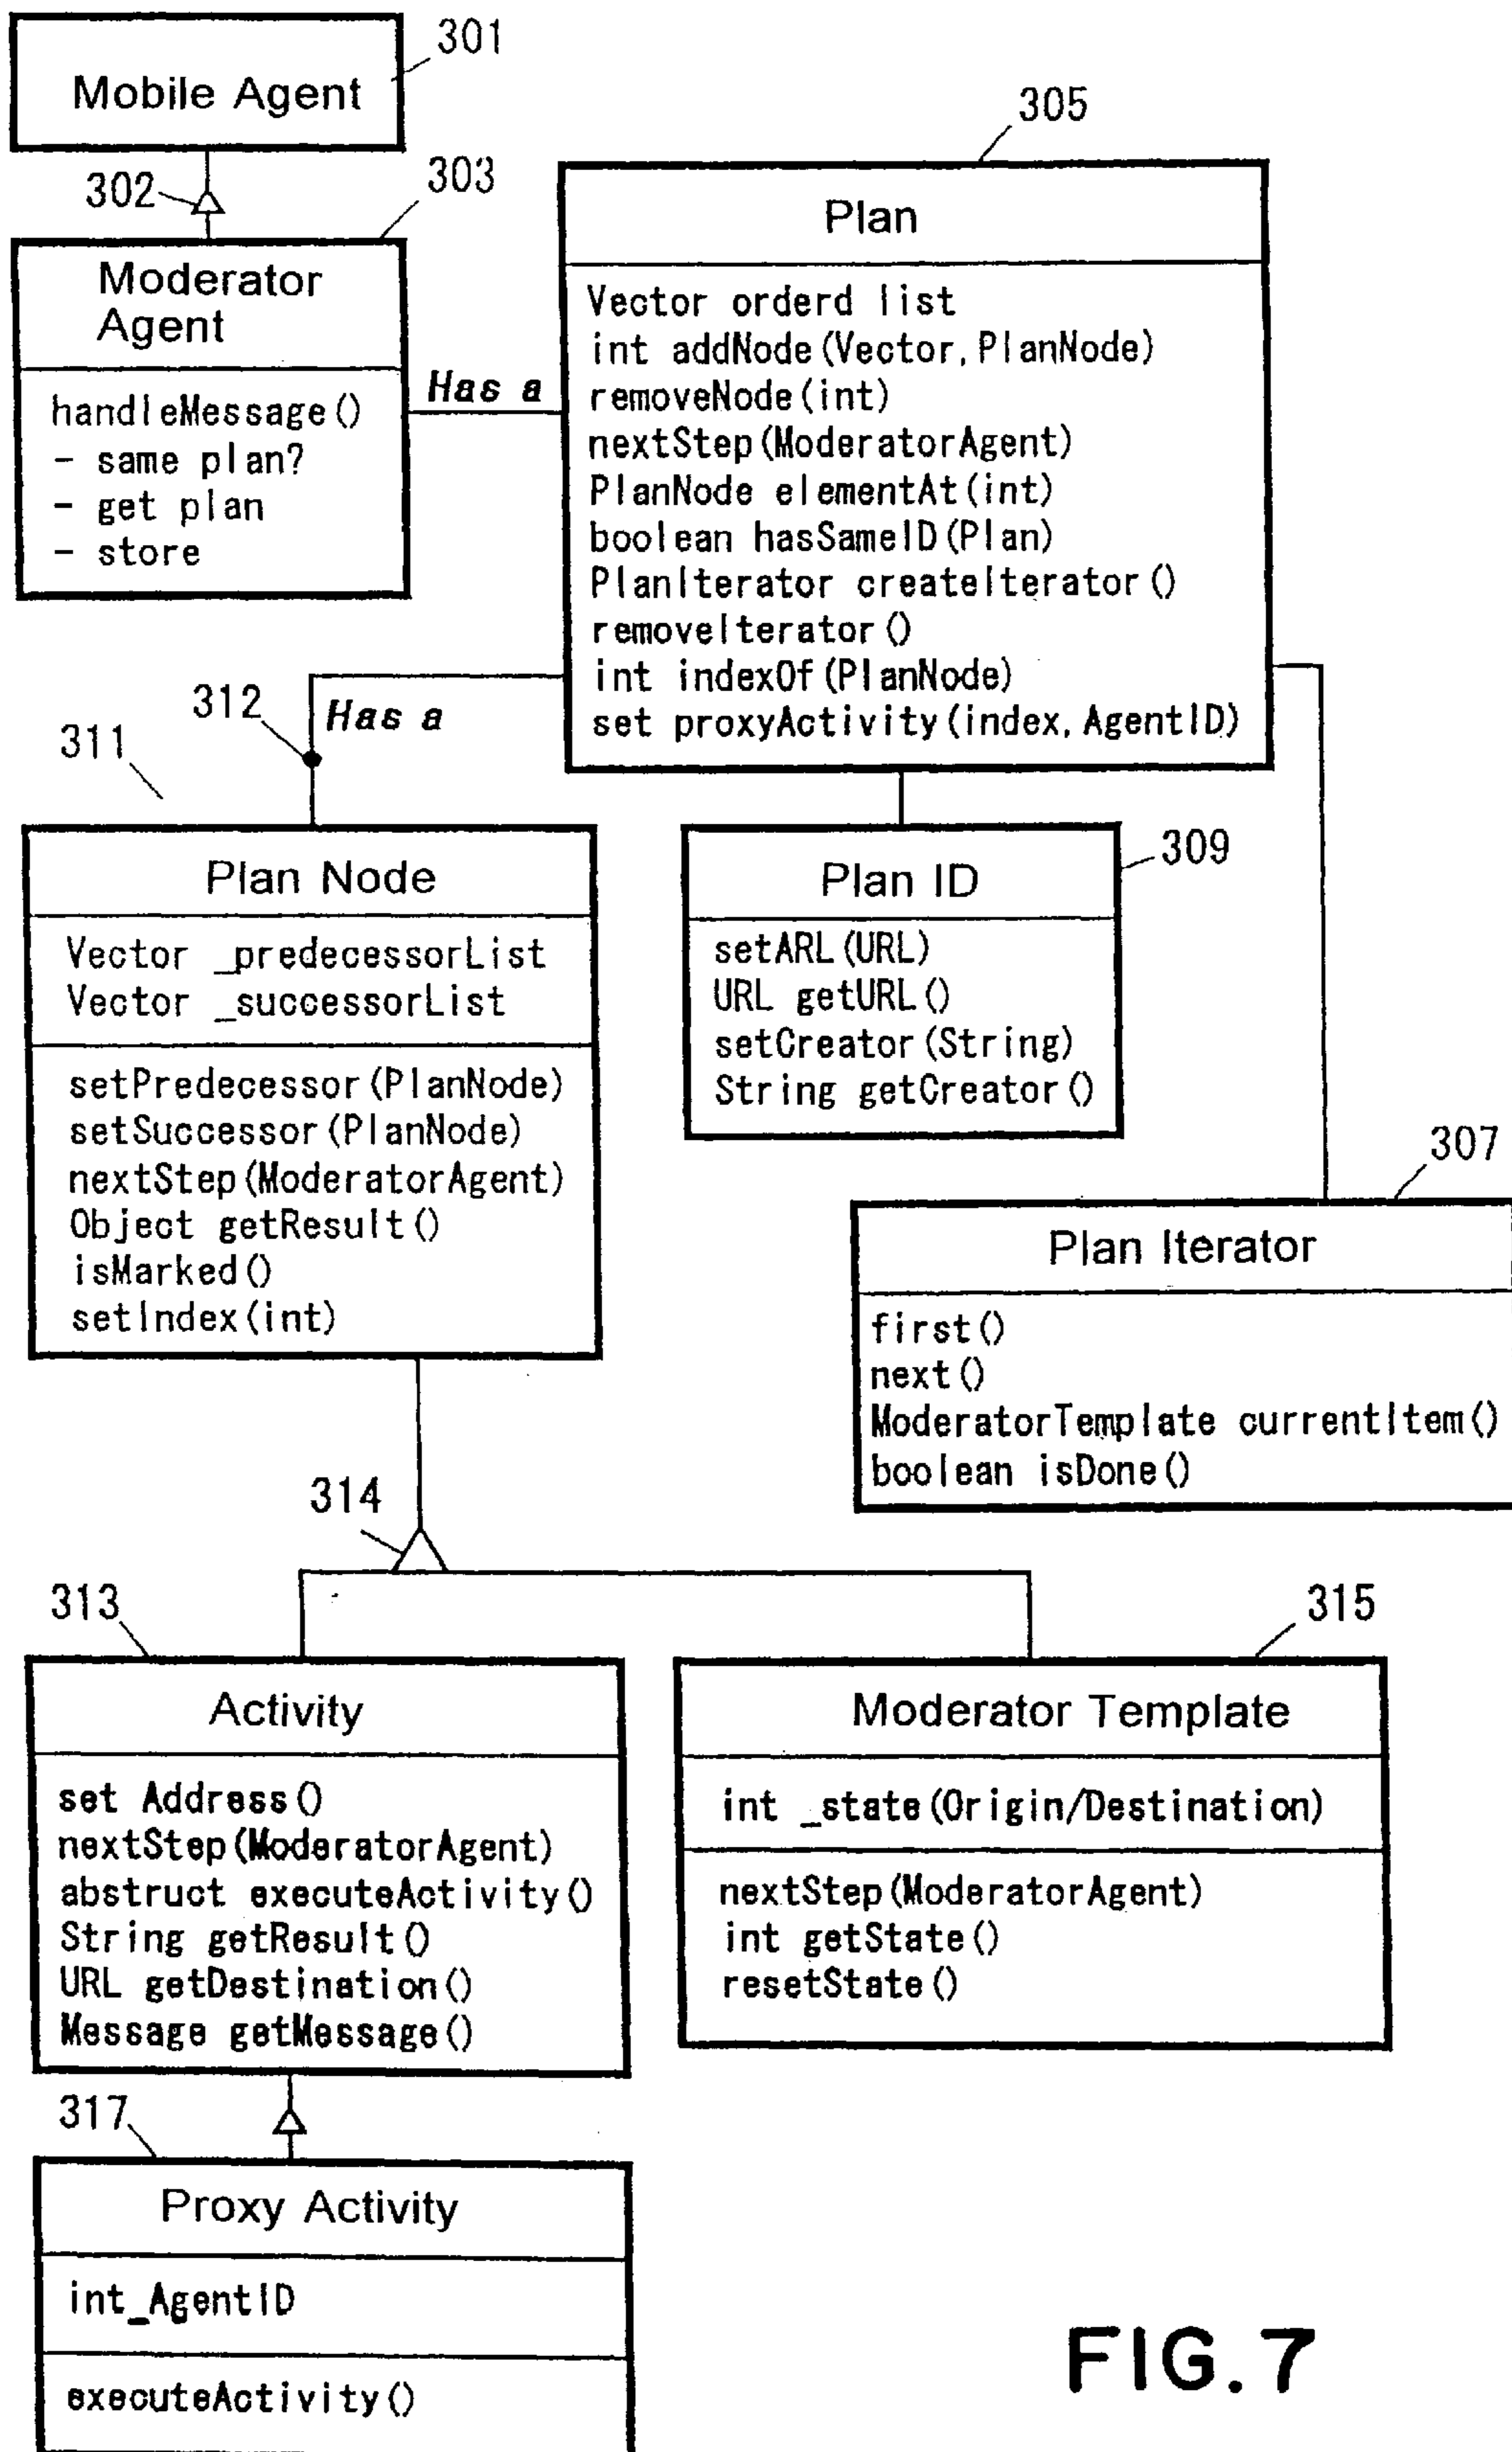 301
Mobile Agent
302
303
Moderator
Agent
handleMessage()
- same plan?
- get plan
- store
Has a
305
Plan
Vector orderd list
int addNode(Vector, PlanNode)
removeNode(int)
nextStep(ModeratorAgent)
PlanNode elementAt(int)
boolean hasSameID(Plan)
PlanIterator createIterator()
removeIterator()
int indexOf(PlanNode)
set proxyActivity(index, AgentID)
312
Has a
311
Plan Node
Vector _predecessorList
Vector _successorList
setPredecessor(PlanNode)
setSuccessor(PlanNode)
nextStep(ModeratorAgent)
Object getResult()
isMarked()
setIndex(int)
309
Plan ID
setARL(URL)
URL getURL()
setCreator(String)
String getCreator()
307
Plan Iterator
first()
next()
ModeratorTemplate currentItem()
boolean isDone()
314
313
Activity
set Address()
nextStep(ModeratorAgent)
abstruct executeActivity()
String getResult()
URL getDestination()
Message getMessage()
315
Moderator Template
int _state(Origin/Destination)
nextStep(ModeratorAgent)
int getState()
resetState()
317
Proxy Activity
int_AgentID
executeActivity()
FIG. 7